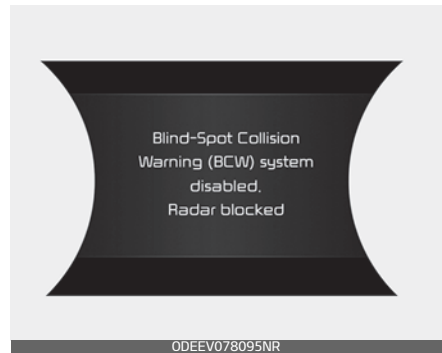 Blind-Spot Collision
Warning (BCW) system
disabled.
Radar blocked
ODEEV078095NR